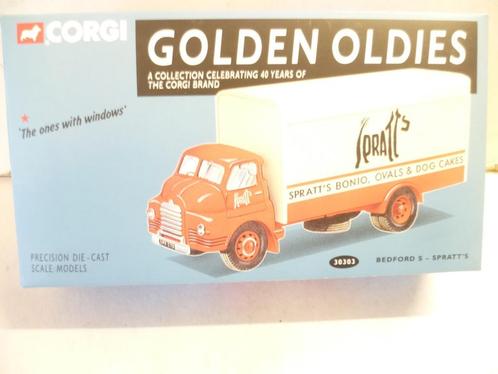 CORGI
GOLDEN OLDIES
A COLLECTION CELEBRATING 40 YEARS OF
THE CORGI BRAND
'The ones with windows'
Spratt's
SPRATT'S BONIO, OVALS & DOG CAKES
Spratt's
PRECISION DIE-CAST
SCALE MODELS
30303
BEDFORD S - SPRATT'S